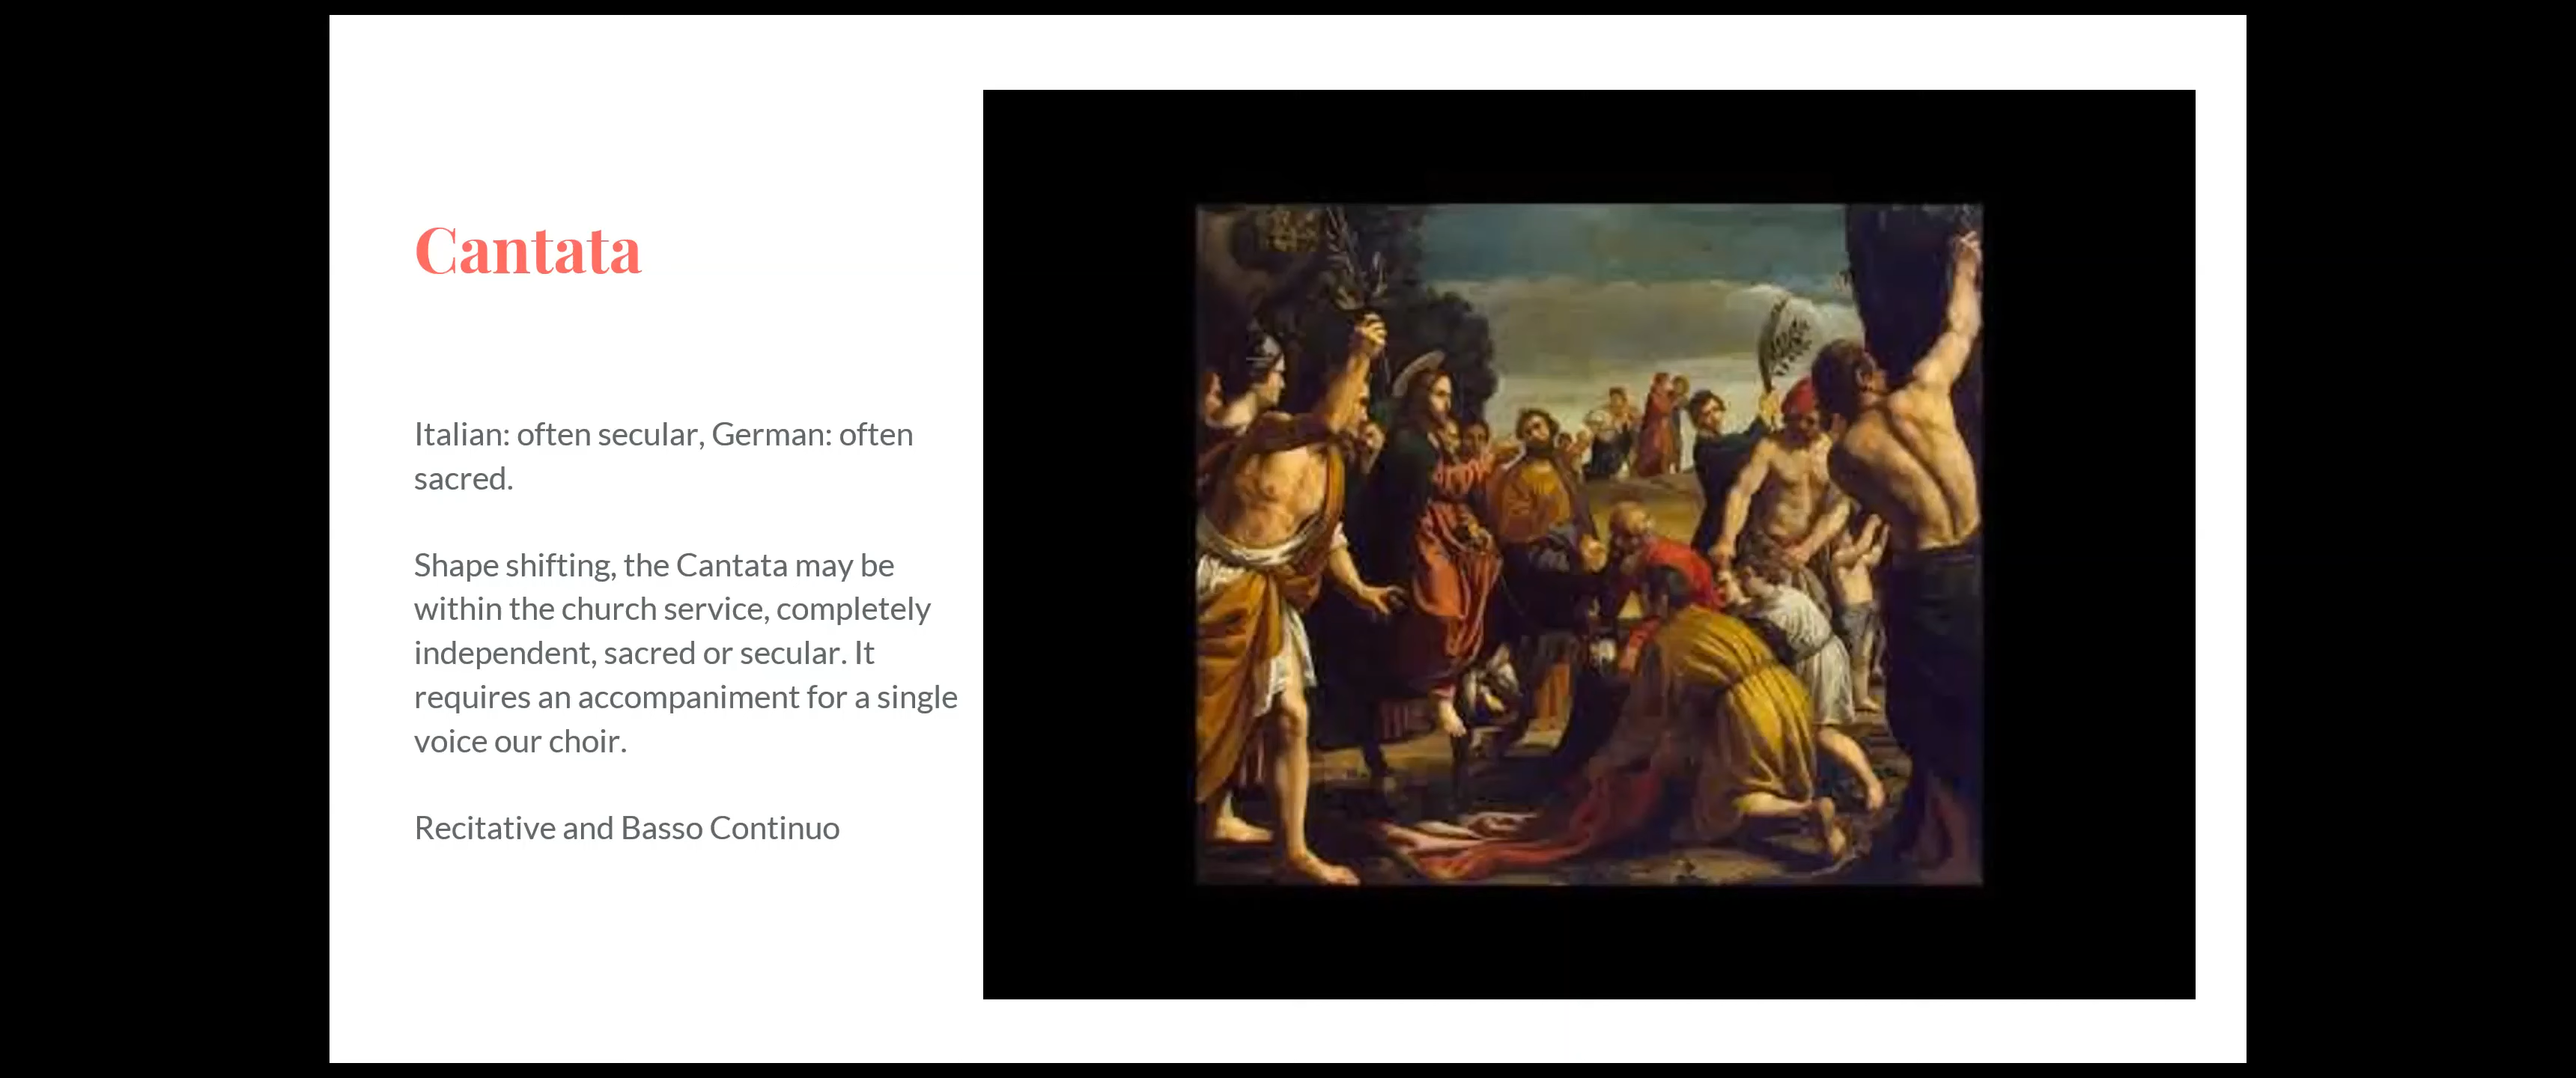 Cantata
Italian: often secular, German: often
sacred.
Shape shifting, the Cantata may be
within the church service, completely
independent, sacred or secular. It
requires an accompaniment for a single
voice our choir.
Recitative and Basso Continuo